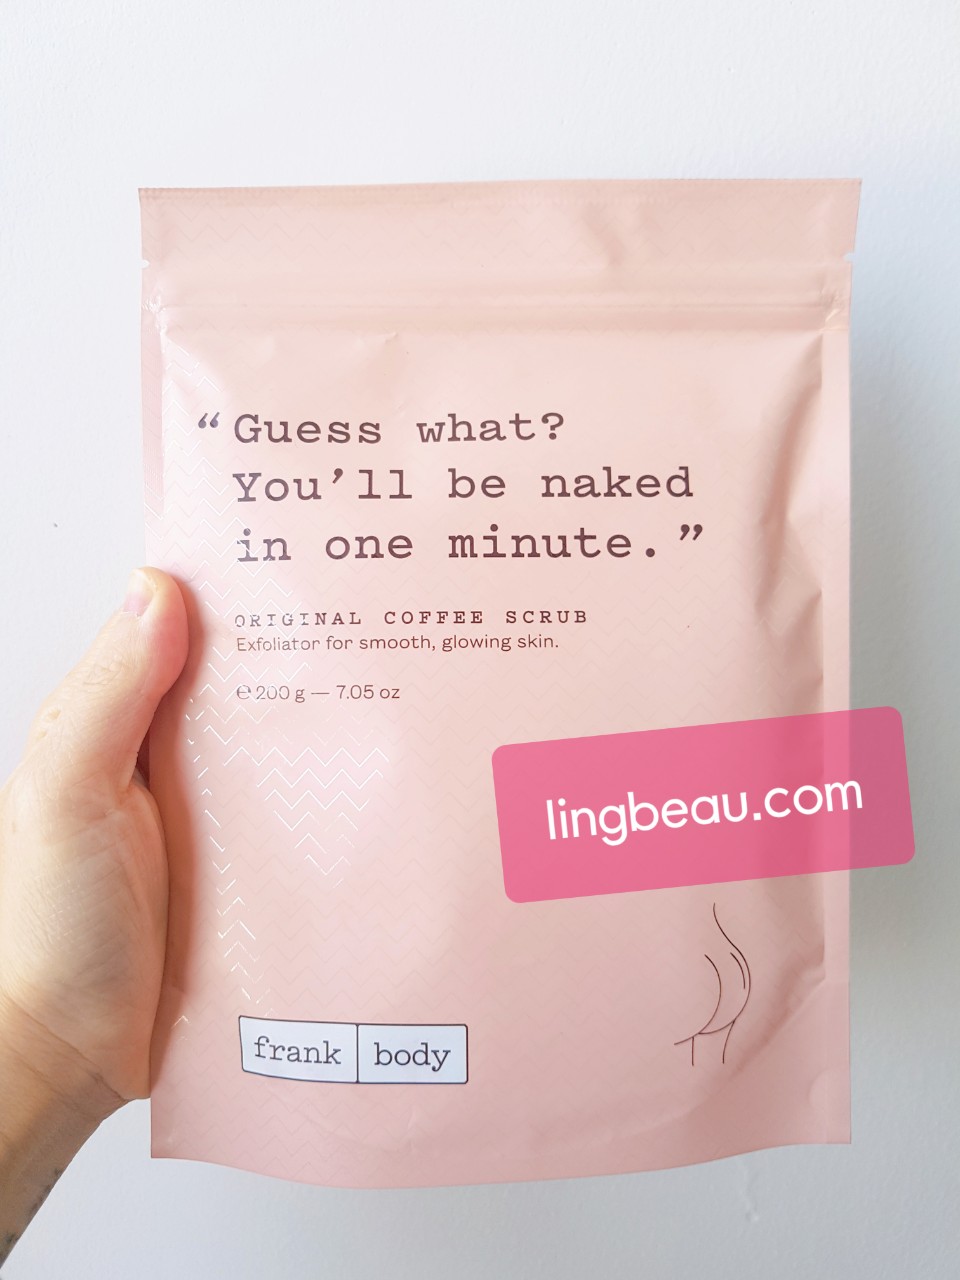 “Guess what?
You’ll be naked
in one minute.”
ORIGINAL COFFEE SCRUB
Exfoliator for smooth, glowing skin.
℮ 200 g — 7.05 oz
lingbeau.com
frank body